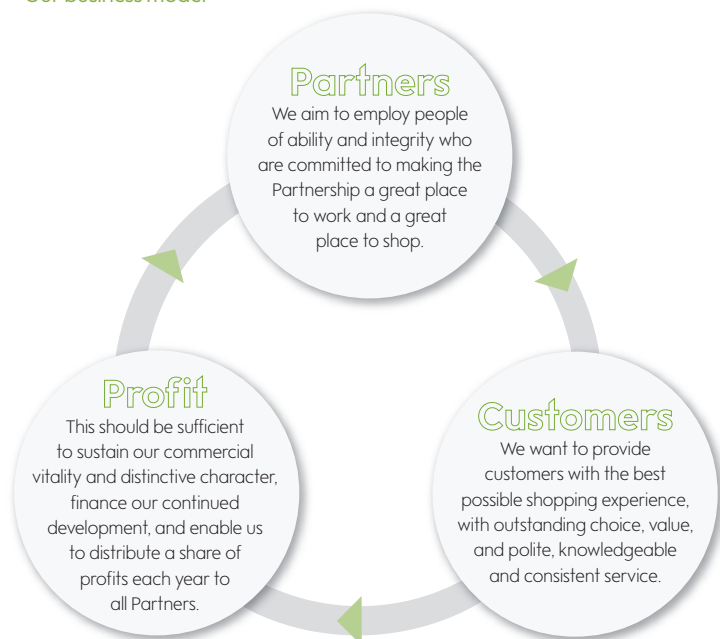 Our business model
Partners
We aim to employ people
of ability and integrity who
are committed to making the
Partnership a great place
to work and a great
place to shop.
Profit
This should be sufficient
to sustain our commercial
vitality and distinctive character,
finance our continued
development, and enable us
to distribute a share of
profits each year to
all Partners.
Customers
We want to provide
customers with the best
possible shopping experience,
with outstanding choice, value,
and polite, knowledgeable
and consistent service.